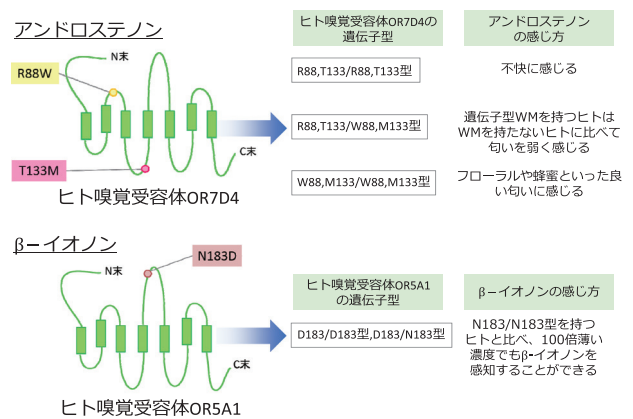 アンドロステノン
N末
R88W
T133M
C末
ヒト嗅覚受容体OR7D4
ヒト嗅覚受容体OR7D4の
遺伝子型
アンドロステノン
の感じ方
R88,T133/R88,T133型
不快に感じる
R88,T133/W88,M133型
遺伝子型WMを持つヒトは
WMを持たないヒトに比べて
匂いを弱く感じる
W88,M133/W88,M133型
フローラルや蜂蜜といった良
い匂いに感じる
β－イオノン
N末
N183D
C末
ヒト嗅覚受容体OR5A1
ヒト嗅覚受容体OR5A1
の遺伝子型
β－イオノンの感じ方
D183/D183型,D183/N183型
N183/N183型を持つ
ヒトと比べ、100倍薄い
濃度でもβ-イオノンを
感知することができる